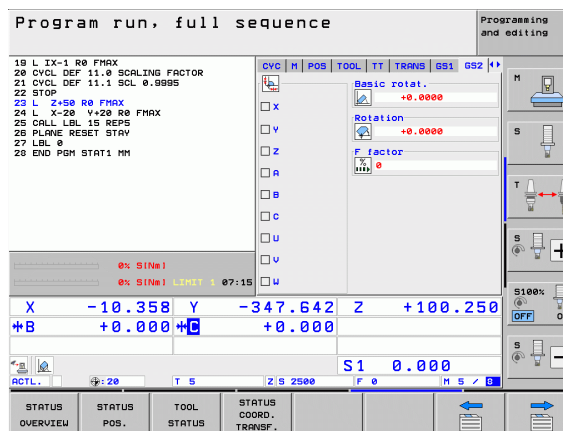 Program run, full sequence
Programming
and editing
19 L IX-1 R0 FMAX
20 CYCL DEF 11.0 SCALING FACTOR
21 CYCL DEF 11.1 SCL 0.9995
22 STOP
23 L Z+50 R0 FMAX
24 L X-20 Y+20 R0 FMAX
25 CALL LBL 15 REP5
26 PLANE RESET STAY
27 LBL 0
28 END PGM STAT1 MM
0% S[Nm]
0% S[Nm] LIMIT 1 07:15
CYC M POS TOOL TT TRANS GS1 GS2
X
Y
Z
A
B
C
U
V
W
Basic rotat.
+0.0000
Rotation
+0.0000
F factor
% 0
M
S
T
S
+
S100%
OFF O
S
-
X -10.358 Y -347.642 Z +100.250
B +0.000 C +0.000
S1 0.000
ACTL. : 20 T 5 Z S 2500 F 0 M 5 / 8
STATUS
OVERVIEW
STATUS
POS.
TOOL
STATUS
STATUS
COORD.
TRANSF.